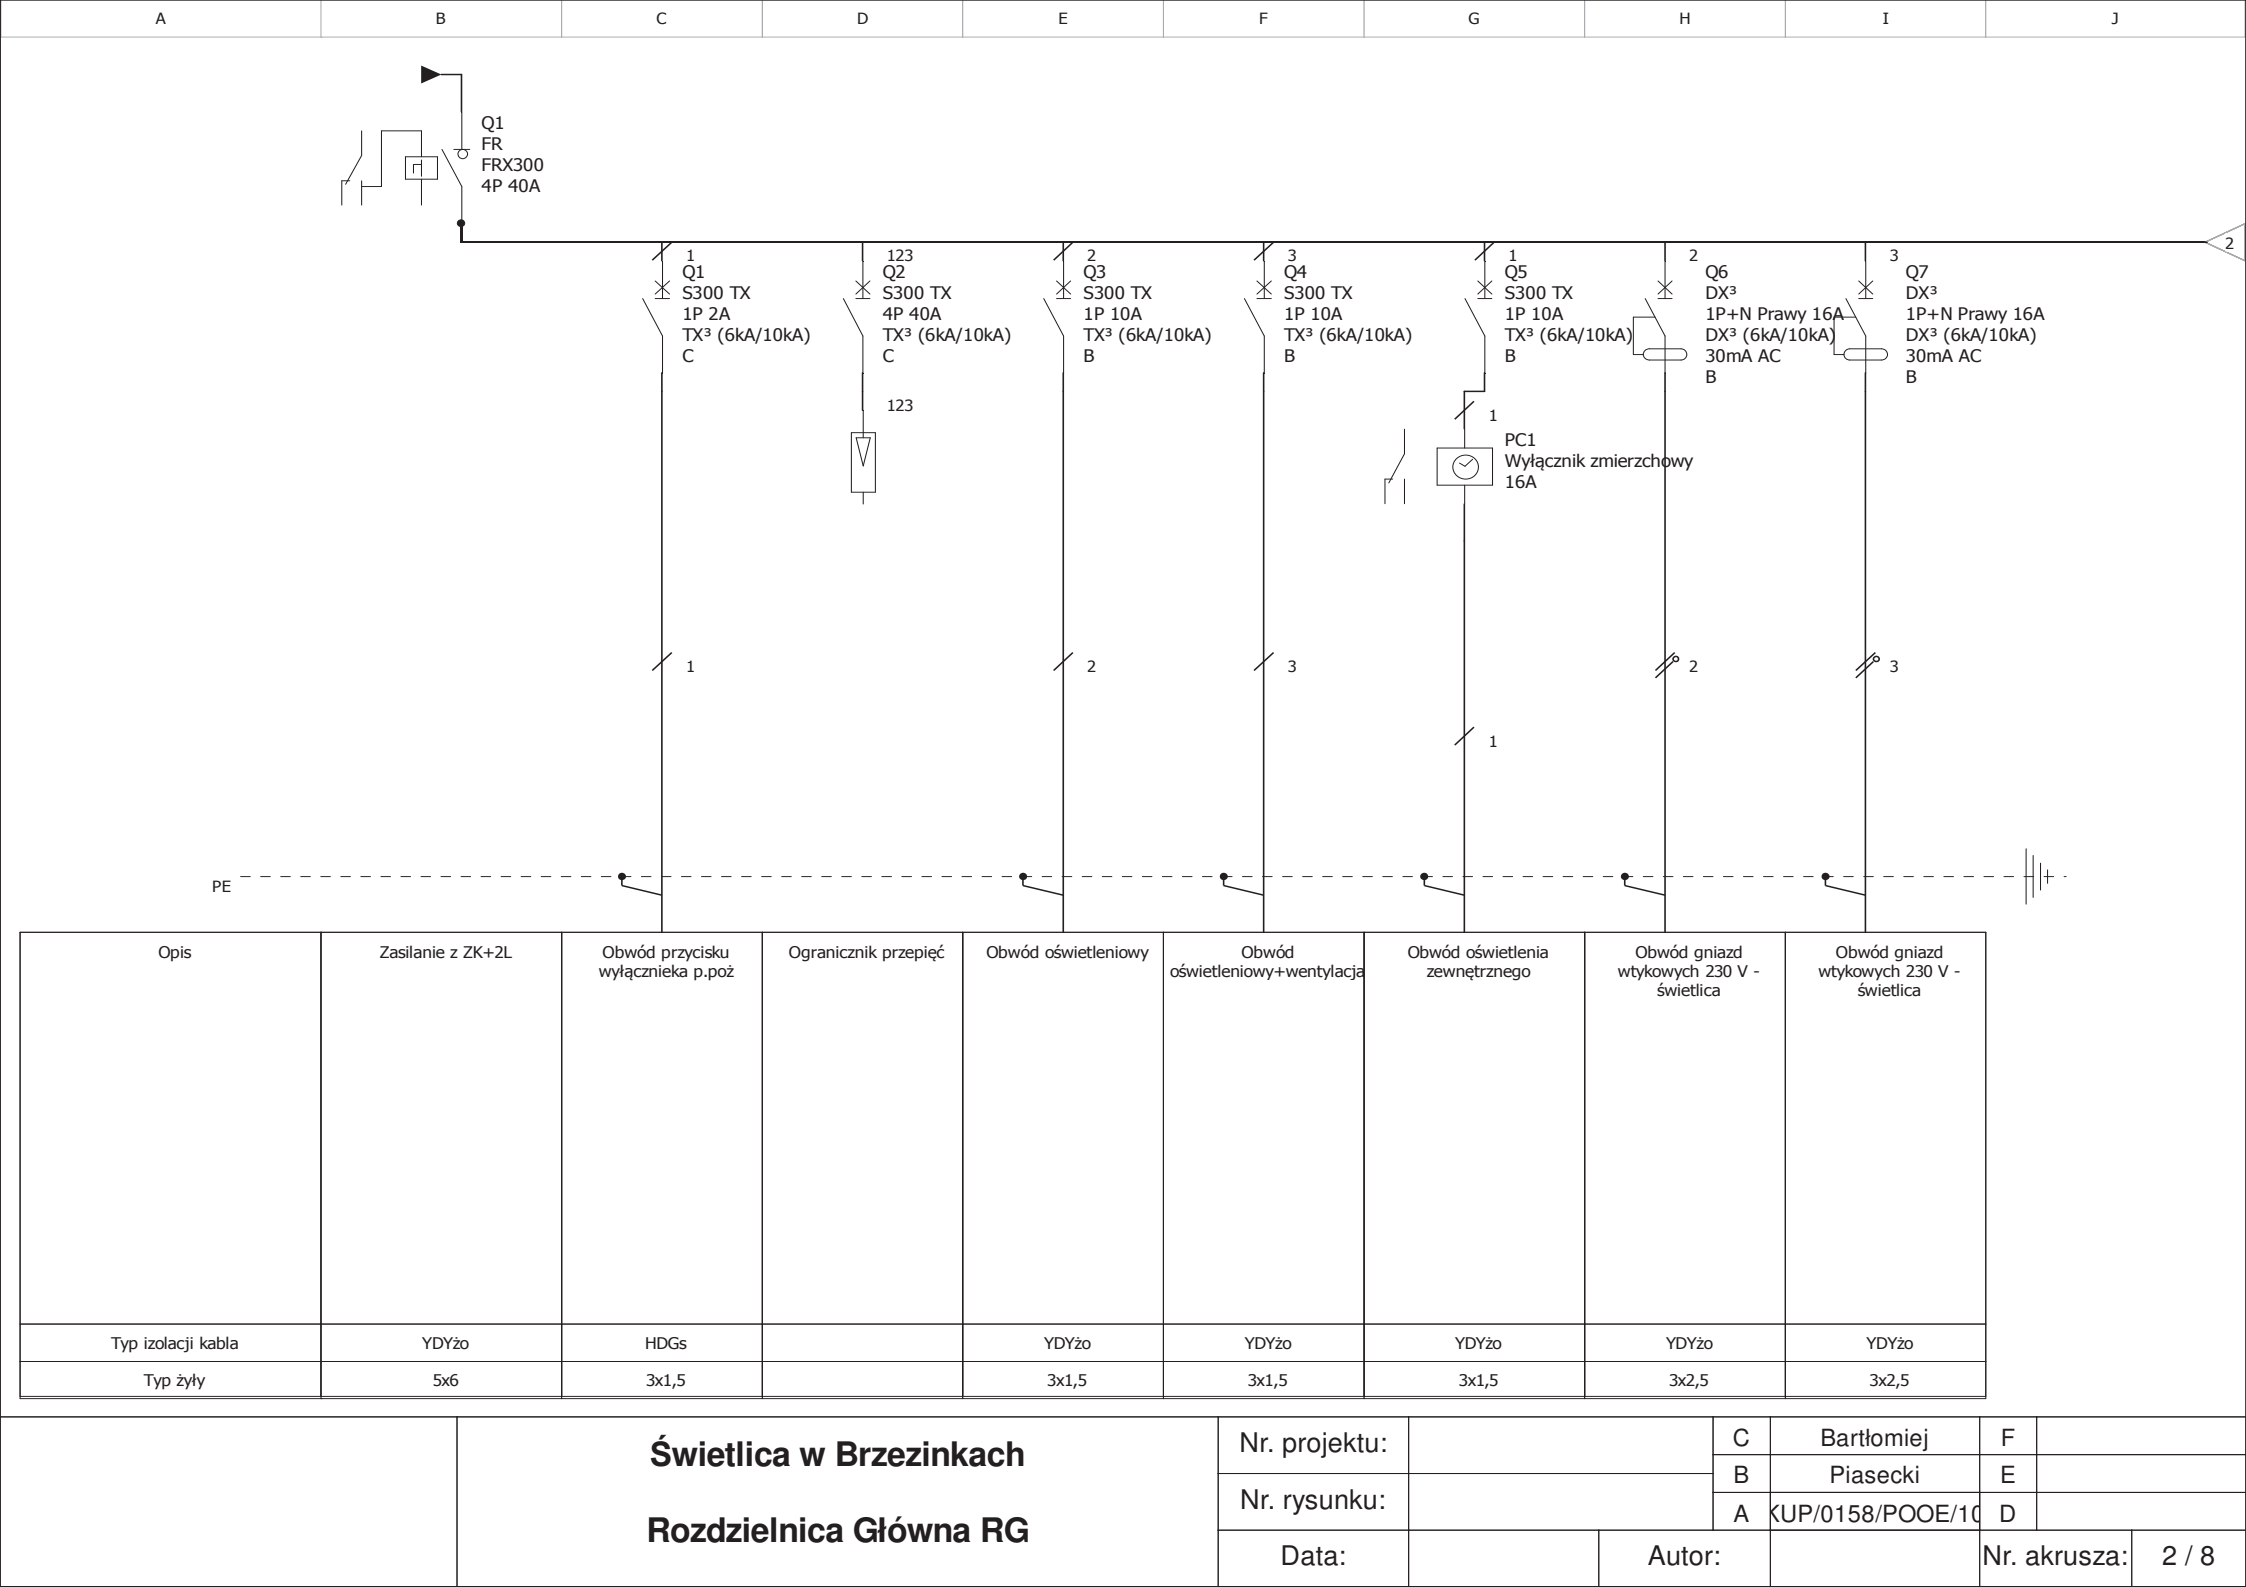 A B C D E F G H I J
Q1
FR
FRX300
4P 40A
2
1
Q1
S300 TX
1P 2A
TX³ (6kA/10kA)
C
123
Q2
S300 TX
4P 40A
TX³ (6kA/10kA)
C
123
2
Q3
S300 TX
1P 10A
TX³ (6kA/10kA)
B
3
Q4
S300 TX
1P 10A
TX³ (6kA/10kA)
B
1
Q5
S300 TX
1P 10A
TX³ (6kA/10kA)
B
1
PC1
Wyłącznik zmierzchowy
16A
2
Q6
DX³
1P+N Prawy 16A
DX³ (6kA/10kA)
30mA AC
B
3
Q7
DX³
1P+N Prawy 16A
DX³ (6kA/10kA)
30mA AC
B
1 2 3 2 3
1
PE
Opis
Zasilanie z ZK+2L
Obwód przycisku
wyłącznieka p.poż
Ogranicznik przepięć
Obwód oświetleniowy
Obwód
oświetleniowy+wentylacja
Obwód oświetlenia
zewnętrznego
Obwód gniazd
wtykowych 230 V -
świetlica
Obwód gniazd
wtykowych 230 V -
świetlica
Typ izolacji kabla YDYżo HDGs YDYżo YDYżo YDYżo YDYżo YDYżo
Typ żyły 5x6 3x1,5 3x1,5 3x1,5 3x1,5 3x2,5 3x2,5
Świetlica w Brzezinkach
Rozdzielnica Główna RG
Nr. projektu:
Nr. rysunku:
Data:
C Bartłomiej F
B Piasecki E
A KUP/0158/POOE/10 D
Autor:
Nr. akrusza: 2 / 8